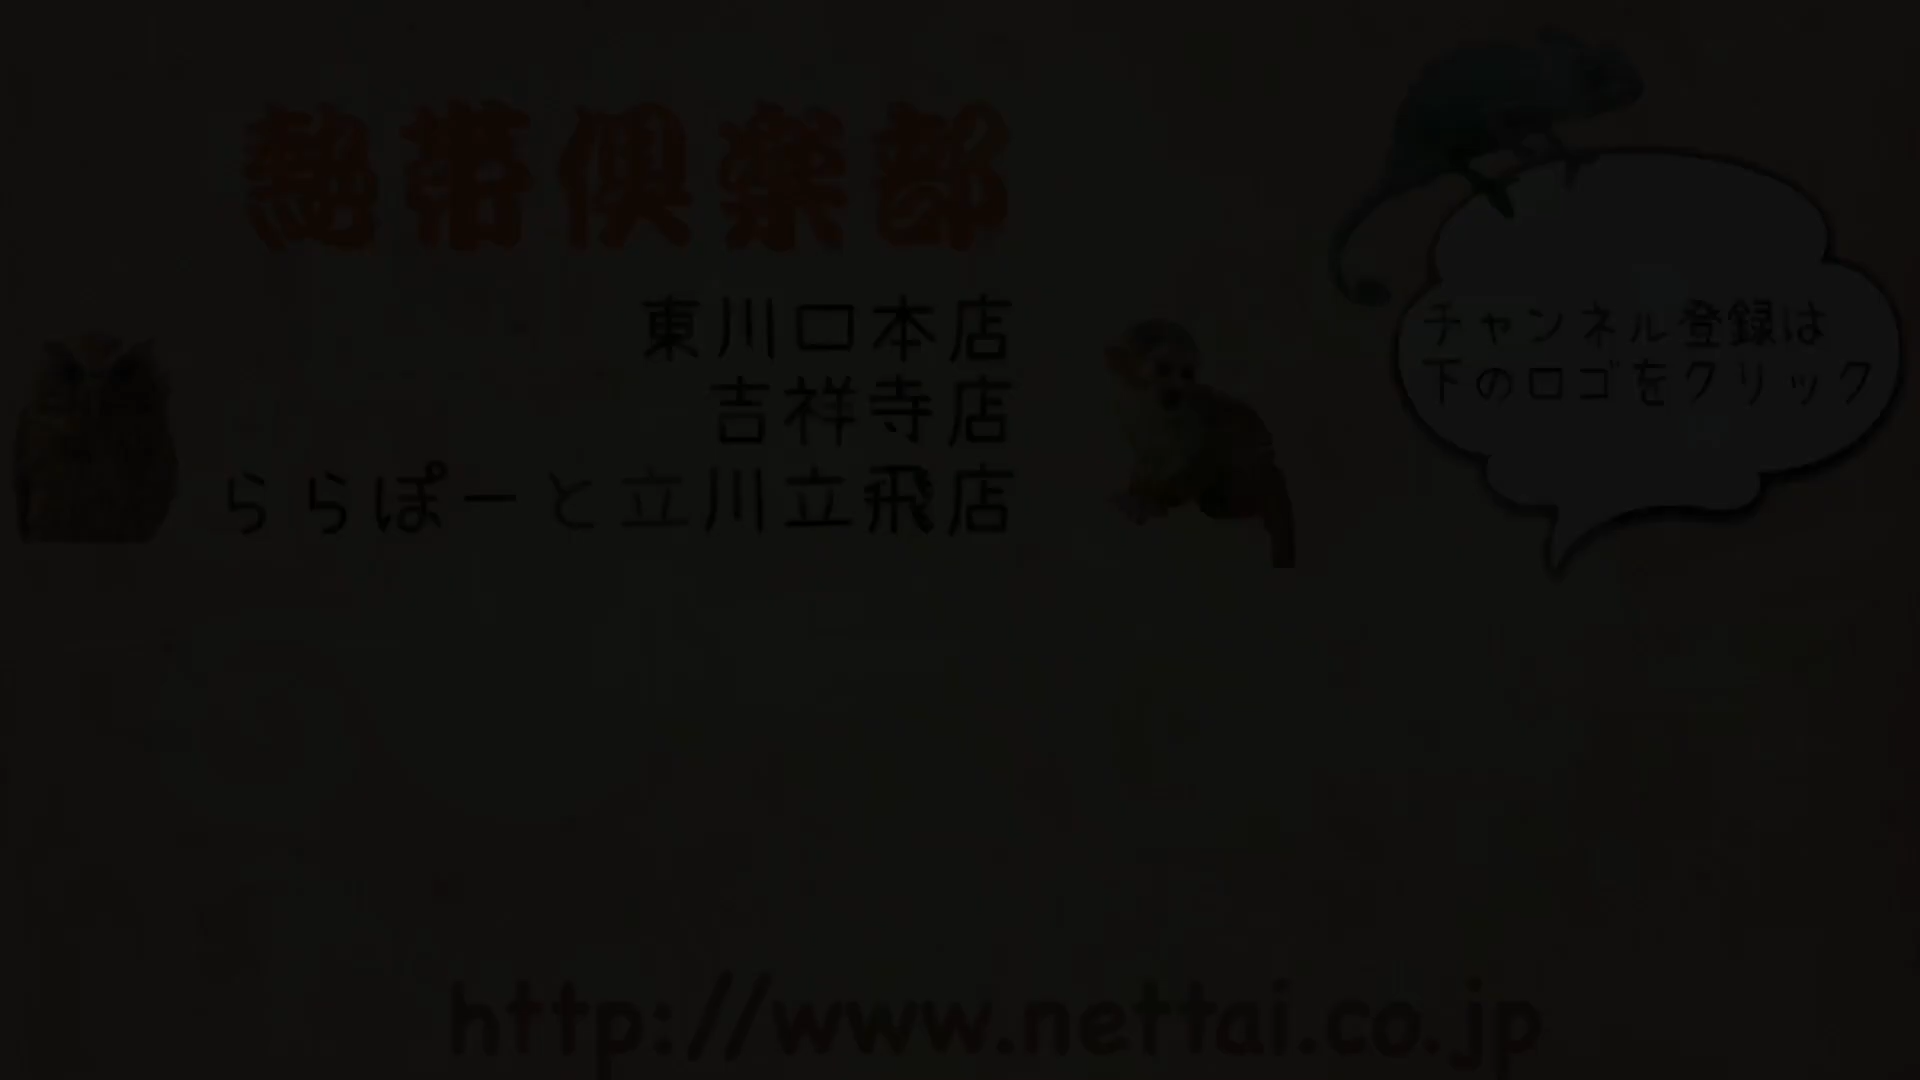 熱帯倶楽部
東川口本店
吉祥寺店
ららぽーと立川立飛店
チャンネル登録は
下のロゴをクリック
http://www.nettai.co.jp